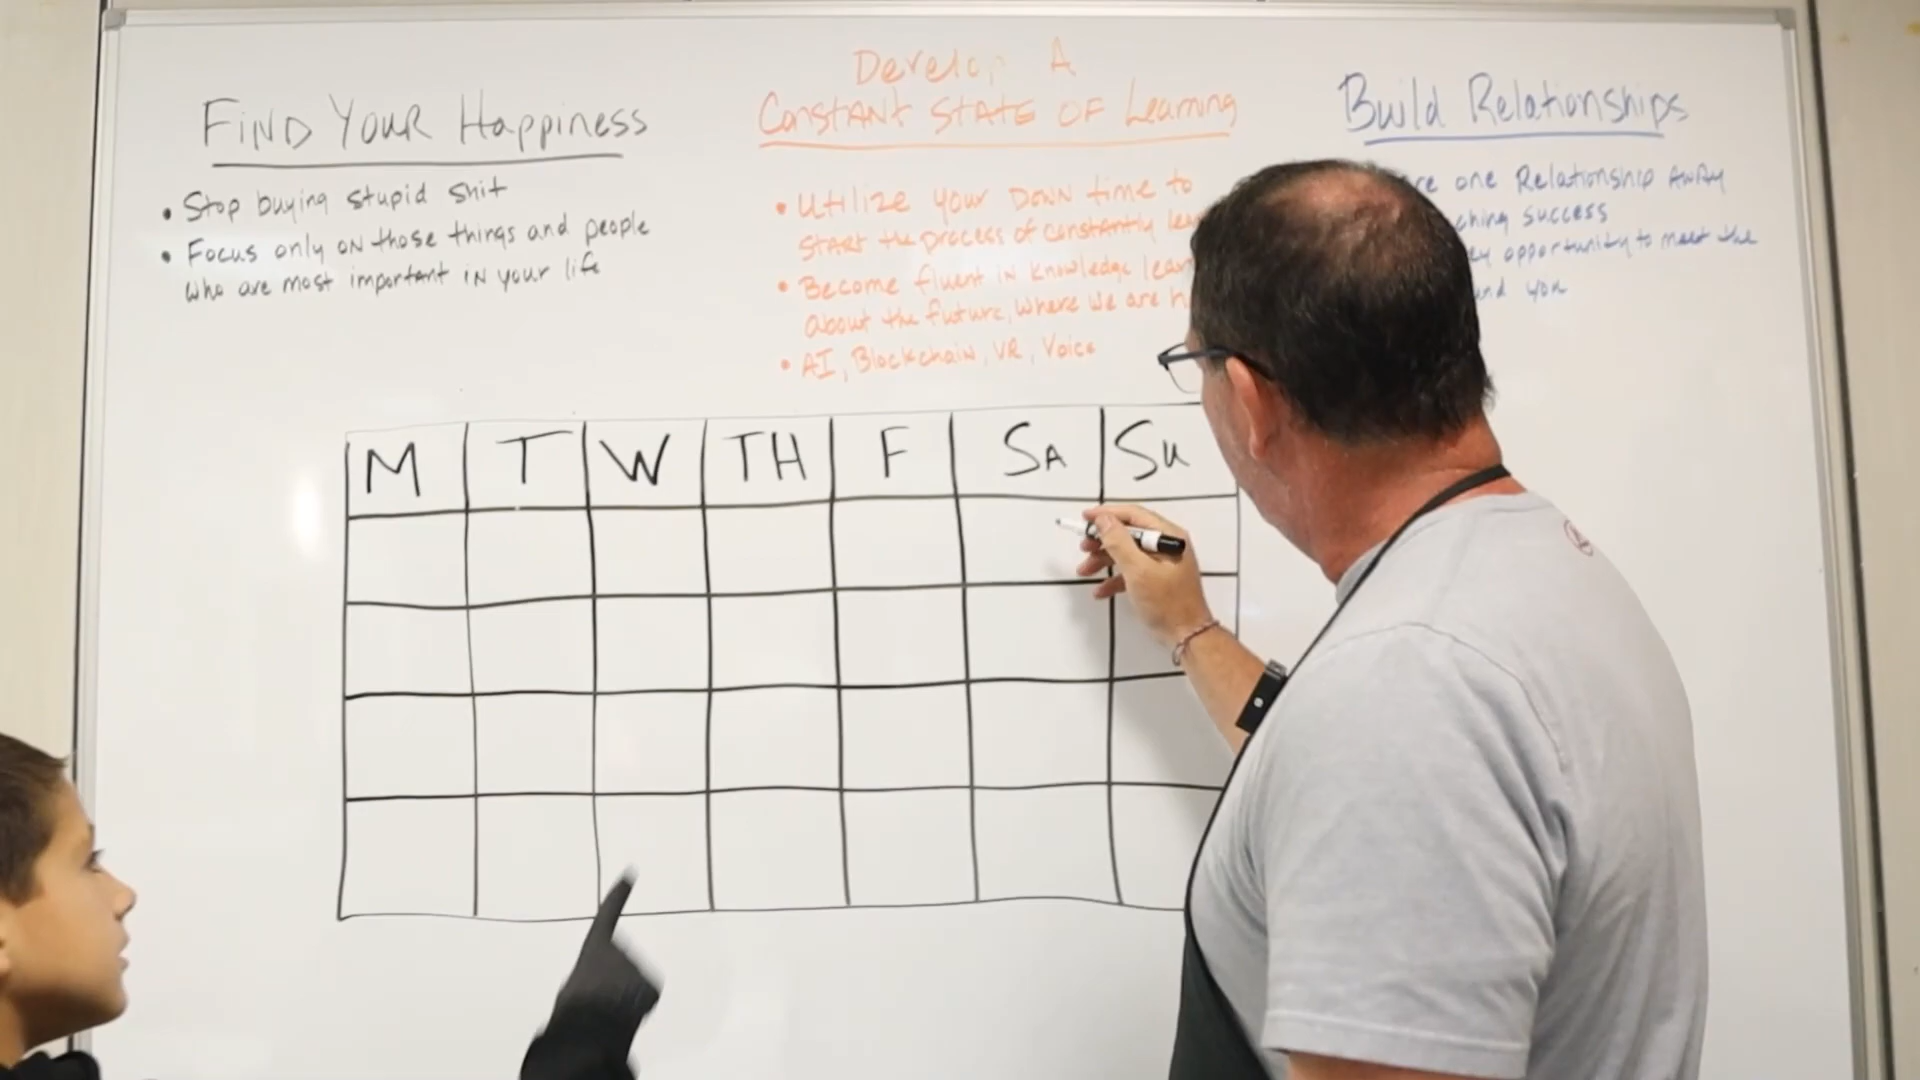 FIND YOUR Happiness
• Stop buying stupid shit
• Focus only on those things and people
who are most important in your life
Develop A
Constant State of Learning
• Utilize your down time to
start the process of constantly
• Become fluent in knowledge
about the future, where we are
• AI, Blockchain, VR, Voice
Build Relationships
one Relationship away
success
opportunity to meet the
you
M T W TH F SA SU